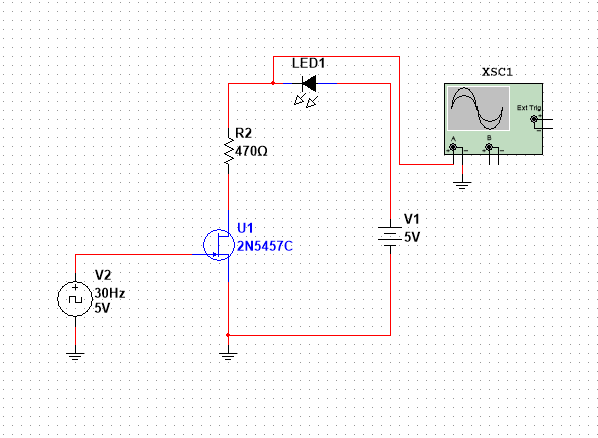 LED1
XSC1
Ext Trig
+
-
A
B
+ - + -
R2
470Ω
V1
5V
U1
2N5457C
V2
+
30Hz
5V